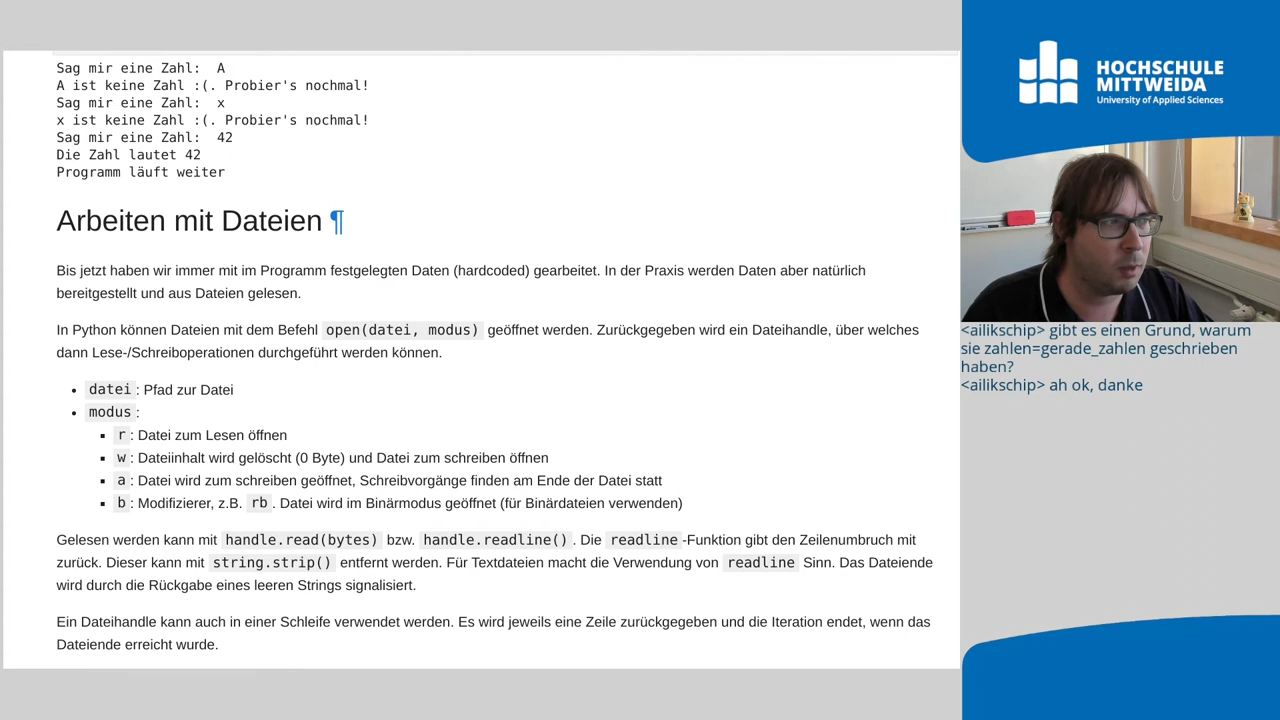 Sag mir eine Zahl:  A
A ist keine Zahl :(. Probier's nochmal!
Sag mir eine Zahl:  x
x ist keine Zahl :(. Probier's nochmal!
Sag mir eine Zahl:  42
Die Zahl lautet 42
Programm läuft weiter
Arbeiten mit Dateien ¶
Bis jetzt haben wir immer mit im Programm festgelegten Daten (hardcoded) gearbeitet. In der Praxis werden Daten aber natürlich
bereitgestellt und aus Dateien gelesen.
In Python können Dateien mit dem Befehl open(datei, modus) geöffnet werden. Zurückgegeben wird ein Dateihandle, über welches
dann Lese-/Schreiboperationen durchgeführt werden können.
• datei: Pfad zur Datei
• modus:
▪ r: Datei zum Lesen öffnen
▪ w: Dateiinhalt wird gelöscht (0 Byte) und Datei zum schreiben öffnen
▪ a: Datei wird zum schreiben geöffnet, Schreibvorgänge finden am Ende der Datei statt
▪ b: Modifizierer, z.B. rb. Datei wird im Binärmodus geöffnet (für Binärdateien verwenden)
Gelesen werden kann mit handle.read(bytes) bzw. handle.readline(). Die readline-Funktion gibt den Zeilenumbruch mit
zurück. Dieser kann mit string.strip() entfernt werden. Für Textdateien macht die Verwendung von readline Sinn. Das Dateiende
wird durch die Rückgabe eines leeren Strings signalisiert.
Ein Dateihandle kann auch in einer Schleife verwendet werden. Es wird jeweils eine Zeile zurückgegeben und die Iteration endet, wenn das
Dateiende erreicht wurde.
HOCHSCHULE
MITTWEIDA
University of Applied Sciences
<ailikschip> gibt es einen Grund, warum
sie zahlen=gerade_zahlen geschrieben
haben?
<ailikschip> ah ok, danke